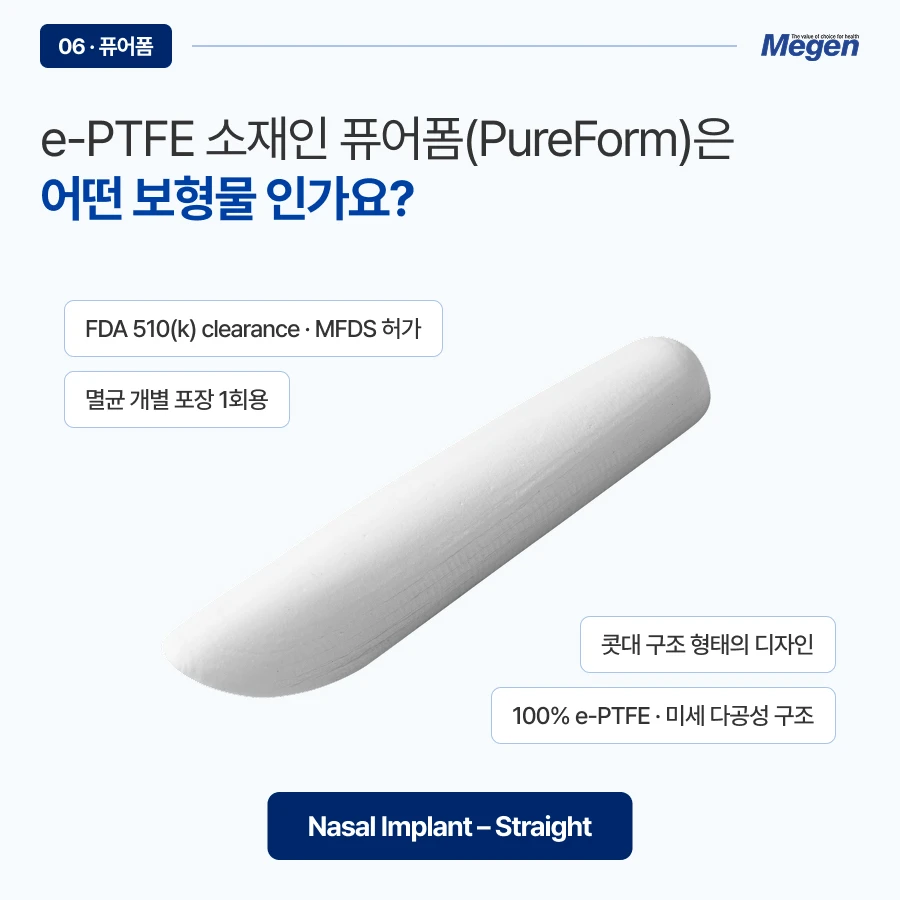 06 · 퓨어폼
The value of choice for health
Megen
e-PTFE 소재인 퓨어폼(PureForm)은
어떤 보형물 인가요?
FDA 510(k) clearance · MFDS 허가
멸균 개별 포장 1회용
콧대 구조 형태의 디자인
100% e-PTFE · 미세 다공성 구조
Nasal Implant – Straight